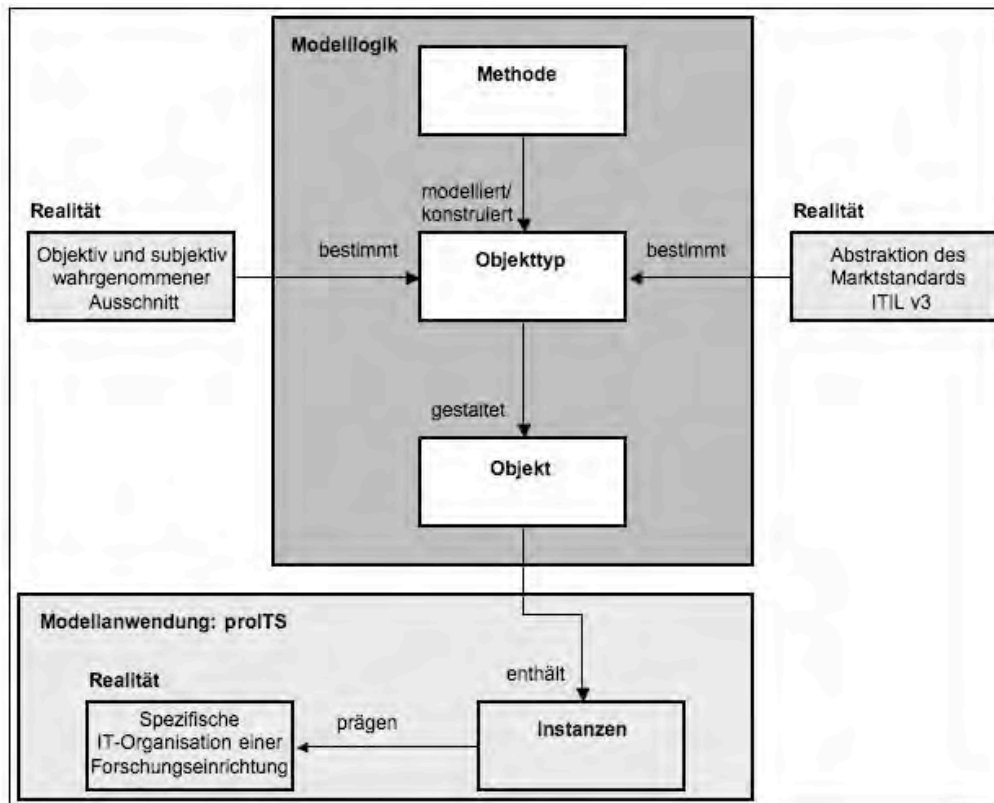 Modelllogik
Methode
modelliert/
konstruiert
Realität
Objektiv und subjektiv
wahrgenommener
Ausschnitt
bestimmt
Objekttyp
bestimmt
Realität
Abstraktion des
Marktstandards
ITIL v3
gestaltet
Objekt
Modellanwendung: proITS
enthält
Realität
Spezifische
IT-Organisation einer
Forschungseinrichtung
prägen
Instanzen